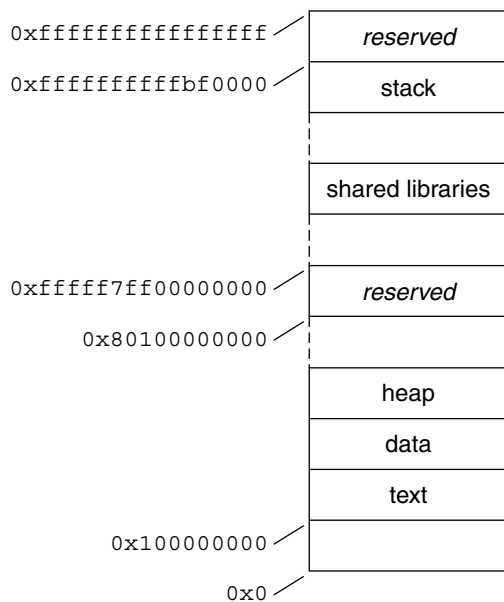 0xffffffffffffffff
reserved
0xffffffffffbf0000
stack
shared libraries
0xfffff7ff00000000
reserved
0x80100000000
heap
data
text
0x100000000
0x0